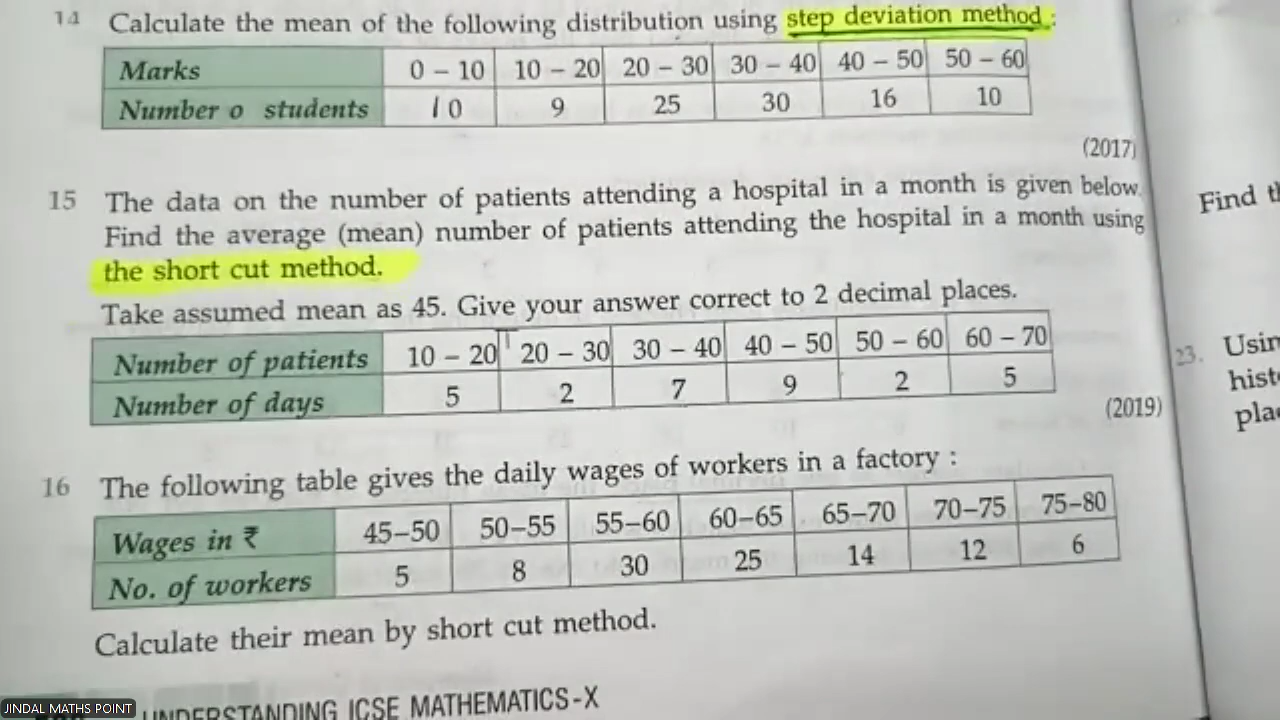 14 Calculate the mean of the following distribution using step deviation method :
Marks 0 – 10 10 – 20 20 – 30 30 – 40 40 – 50 50 – 60
Number o students 10 9 25 30 16 10
(2017)
15 The data on the number of patients attending a hospital in a month is given below.
Find the average (mean) number of patients attending the hospital in a month using
the short cut method.
Take assumed mean as 45. Give your answer correct to 2 decimal places.
Number of patients 10 – 20 20 – 30 30 – 40 40 – 50 50 – 60 60 – 70
Number of days 5 2 7 9 2 5
(2019)
16 The following table gives the daily wages of workers in a factory :
Wages in ₹ 45–50 50–55 55–60 60–65 65–70 70–75 75–80
No. of workers 5 8 30 25 14 12 6
Calculate their mean by short cut method.
UNDERSTANDING ICSE MATHEMATICS-X
JINDAL MATHS POINT
Find
23.